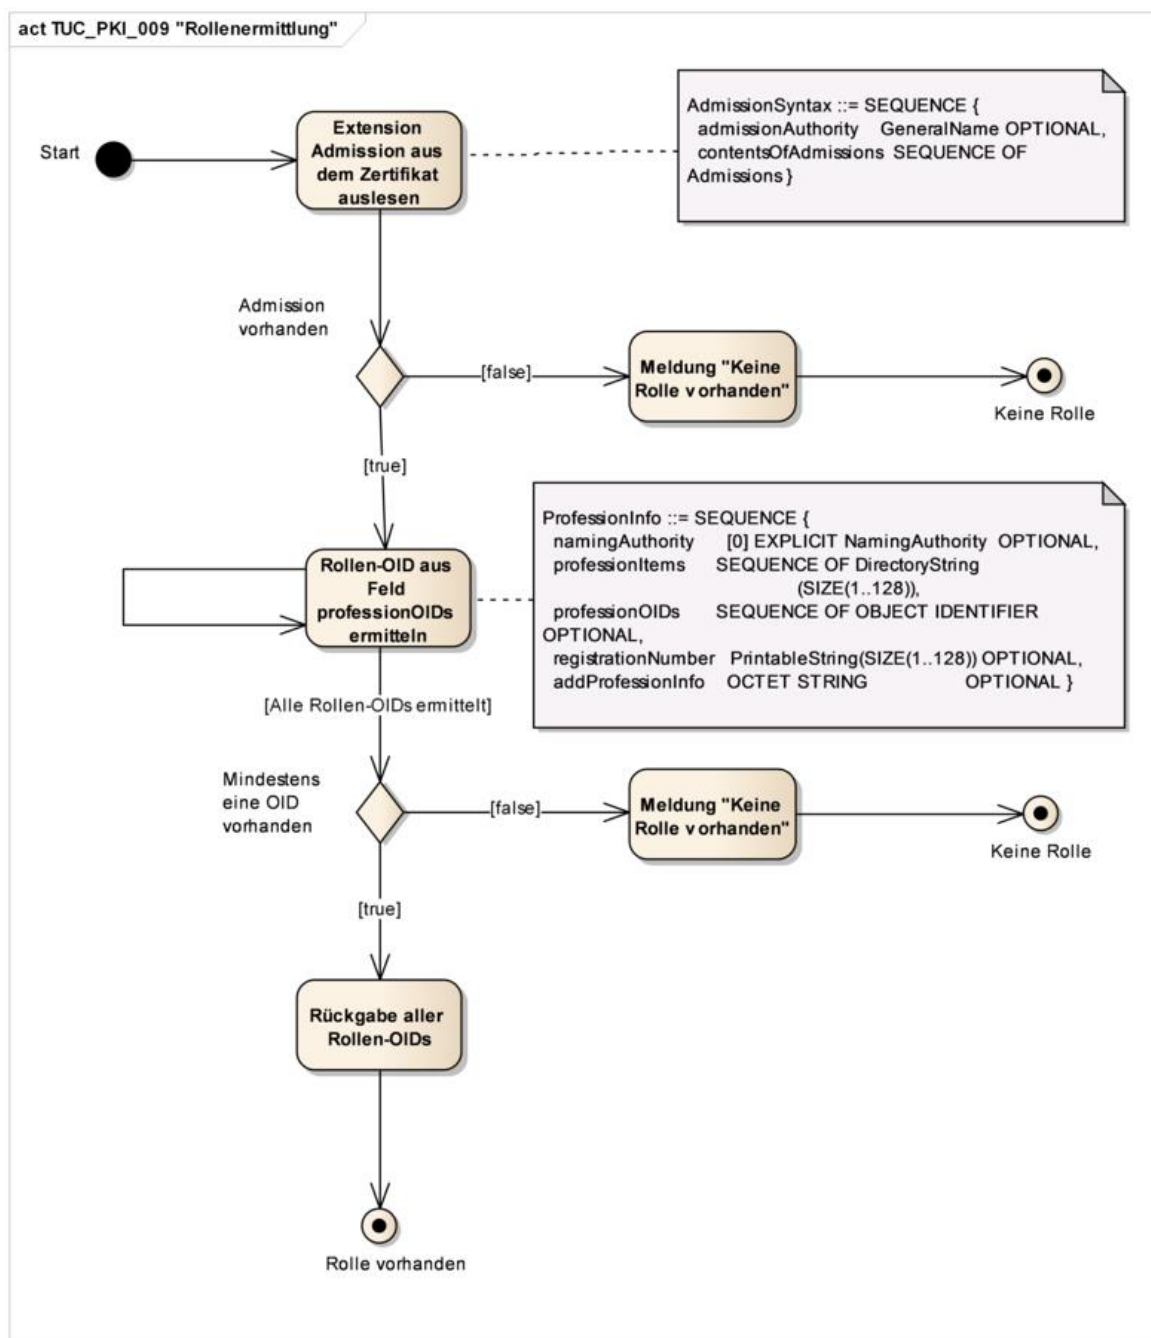 act TUC_PKI_009 "Rollenermittlung"
Start
Extension
Admission aus
dem Zertifikat
auslesen
AdmissionSyntax ::= SEQUENCE {
admissionAuthority GeneralName OPTIONAL,
contentsOfAdmissions SEQUENCE OF
Admissions }
Admission
vorhanden
[false]
Meldung "Keine
Rolle vorhanden"
Keine Rolle
[true]
Rollen-OID aus
Feld
professionOIDs
ermitteln
ProfessionInfo ::= SEQUENCE {
namingAuthority [0] EXPLICIT NamingAuthority OPTIONAL,
professionItems SEQUENCE OF DirectoryString
(SIZE(1..128)),
professionOIDs SEQUENCE OF OBJECT IDENTIFIER
OPTIONAL,
registrationNumber PrintableString(SIZE(1..128)) OPTIONAL,
addProfessionInfo OCTET STRING OPTIONAL }
[Alle Rollen-OIDs ermittelt]
Mindestens
eine OID
vorhanden
[false]
Meldung "Keine
Rolle vorhanden"
Keine Rolle
[true]
Rückgabe aller
Rollen-OIDs
Rolle vorhanden